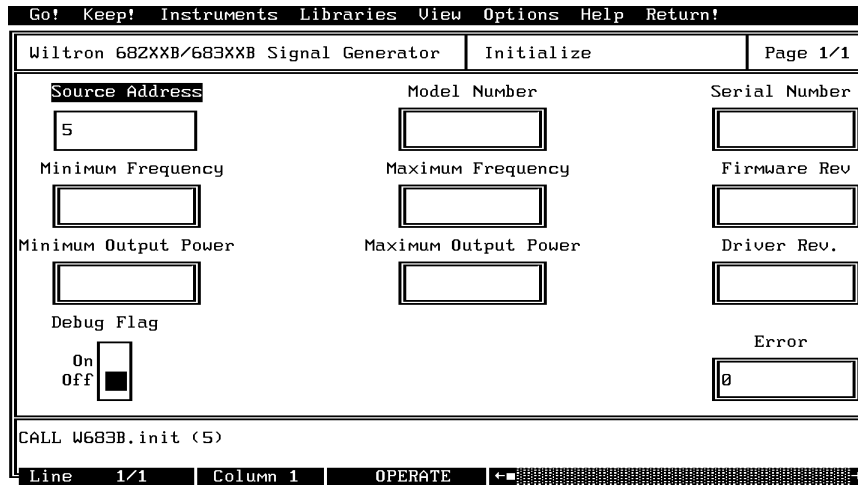 Go! Keep! Instruments Libraries View Options Help Return!
Wiltron 682XXB/683XXB Signal Generator Initialize Page 1/1
Source Address Model Number Serial Number
5
Minimum Frequency Maximum Frequency Firmware Rev
Minimum Output Power Maximum Output Power Driver Rev.
Debug Flag
Error
On
Off
0
CALL W683B.init (5)
Line 1/1 Column 1 OPERATE